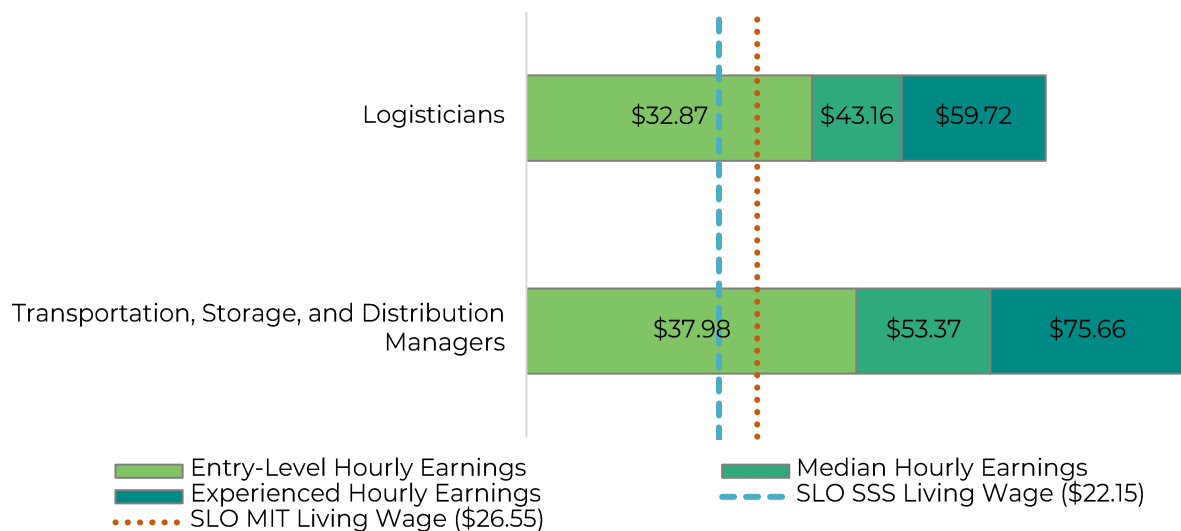 Logisticians
$32.87
$43.16
$59.72
Transportation, Storage, and Distribution
Managers
$37.98
$53.37
$75.66
Entry-Level Hourly Earnings
Median Hourly Earnings
Experienced Hourly Earnings
SLO SSS Living Wage ($22.15)
SLO MIT Living Wage ($26.55)